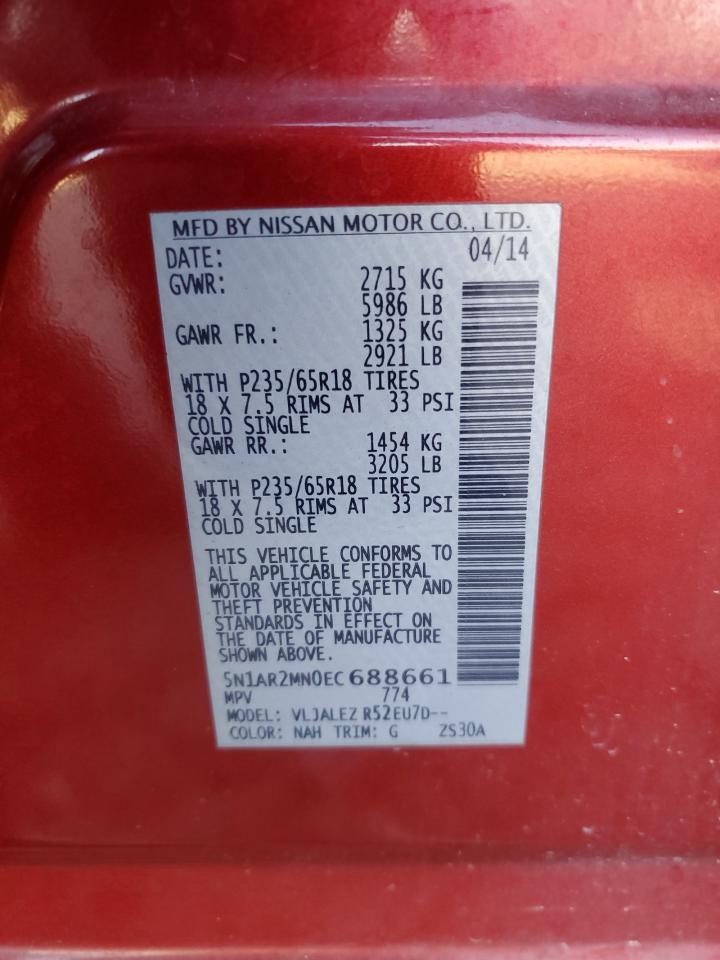 MFD BY NISSAN MOTOR CO., LTD.
DATE: 04/14
GVWR: 2715 KG
5986 LB
GAWR FR.: 1325 KG
2921 LB
WITH P235/65R18 TIRES
18 X 7.5 RIMS AT 33 PSI
COLD SINGLE
GAWR RR.: 1454 KG
3205 LB
WITH P235/65R18 TIRES
18 X 7.5 RIMS AT 33 PSI
COLD SINGLE
THIS VEHICLE CONFORMS TO
ALL APPLICABLE FEDERAL
MOTOR VEHICLE SAFETY AND
THEFT PREVENTION
STANDARDS IN EFFECT ON
THE DATE OF MANUFACTURE
SHOWN ABOVE.
5N1AR2MN0EC688661
MPV 774
MODEL: VLJALEZ R52EU7D--
COLOR: NAH TRIM: G ZS30A